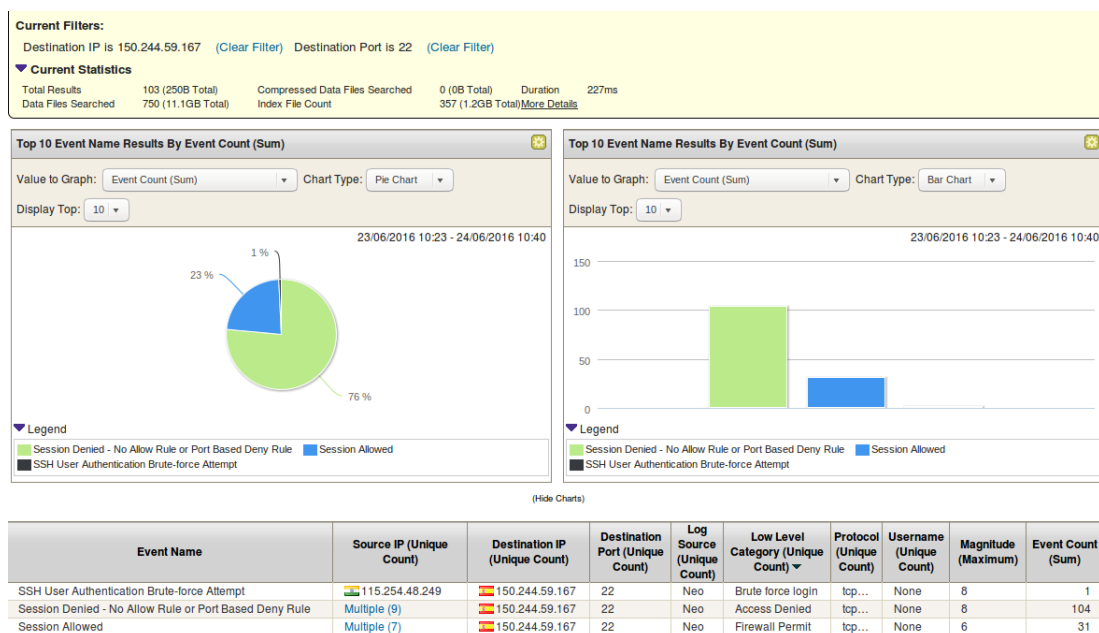 Current Filters:
Destination IP is 150.244.59.167 (Clear Filter) Destination Port is 22 (Clear Filter)
Current Statistics
Total Results 103 (250B Total) Compressed Data Files Searched 0 (0B Total) Duration 227ms
Data Files Searched 750 (11.1GB Total) Index File Count 357 (1.2GB Total) More Details
Top 10 Event Name Results By Event Count (Sum)
Value to Graph: Event Count (Sum) Chart Type: Pie Chart
Display Top: 10
23/06/2016 10:23 - 24/06/2016 10:40
1 %
23 %
76 %
Legend
Session Denied - No Allow Rule or Port Based Deny Rule Session Allowed
SSH User Authentication Brute-force Attempt
Top 10 Event Name Results By Event Count (Sum)
Value to Graph: Event Count (Sum) Chart Type: Bar Chart
Display Top: 10
23/06/2016 10:23 - 24/06/2016 10:40
150
100
50
0
Legend
Session Denied - No Allow Rule or Port Based Deny Rule Session Allowed
SSH User Authentication Brute-force Attempt
(Hide Charts)
Event Name Source IP (Unique Count) Destination IP (Unique Count) Destination Port (Unique Count) Log Source (Unique Count) Low Level Category (Unique Count) Protocol (Unique Count) Username (Unique Count) Magnitude (Maximum) Event Count (Sum)
SSH User Authentication Brute-force Attempt 115.254.48.249 150.244.59.167 22 Neo Brute force login tcp... None 8 1
Session Denied - No Allow Rule or Port Based Deny Rule Multiple (9) 150.244.59.167 22 Neo Access Denied tcp... None 8 104
Session Allowed Multiple (7) 150.244.59.167 22 Neo Firewall Permit tcp... None 6 31